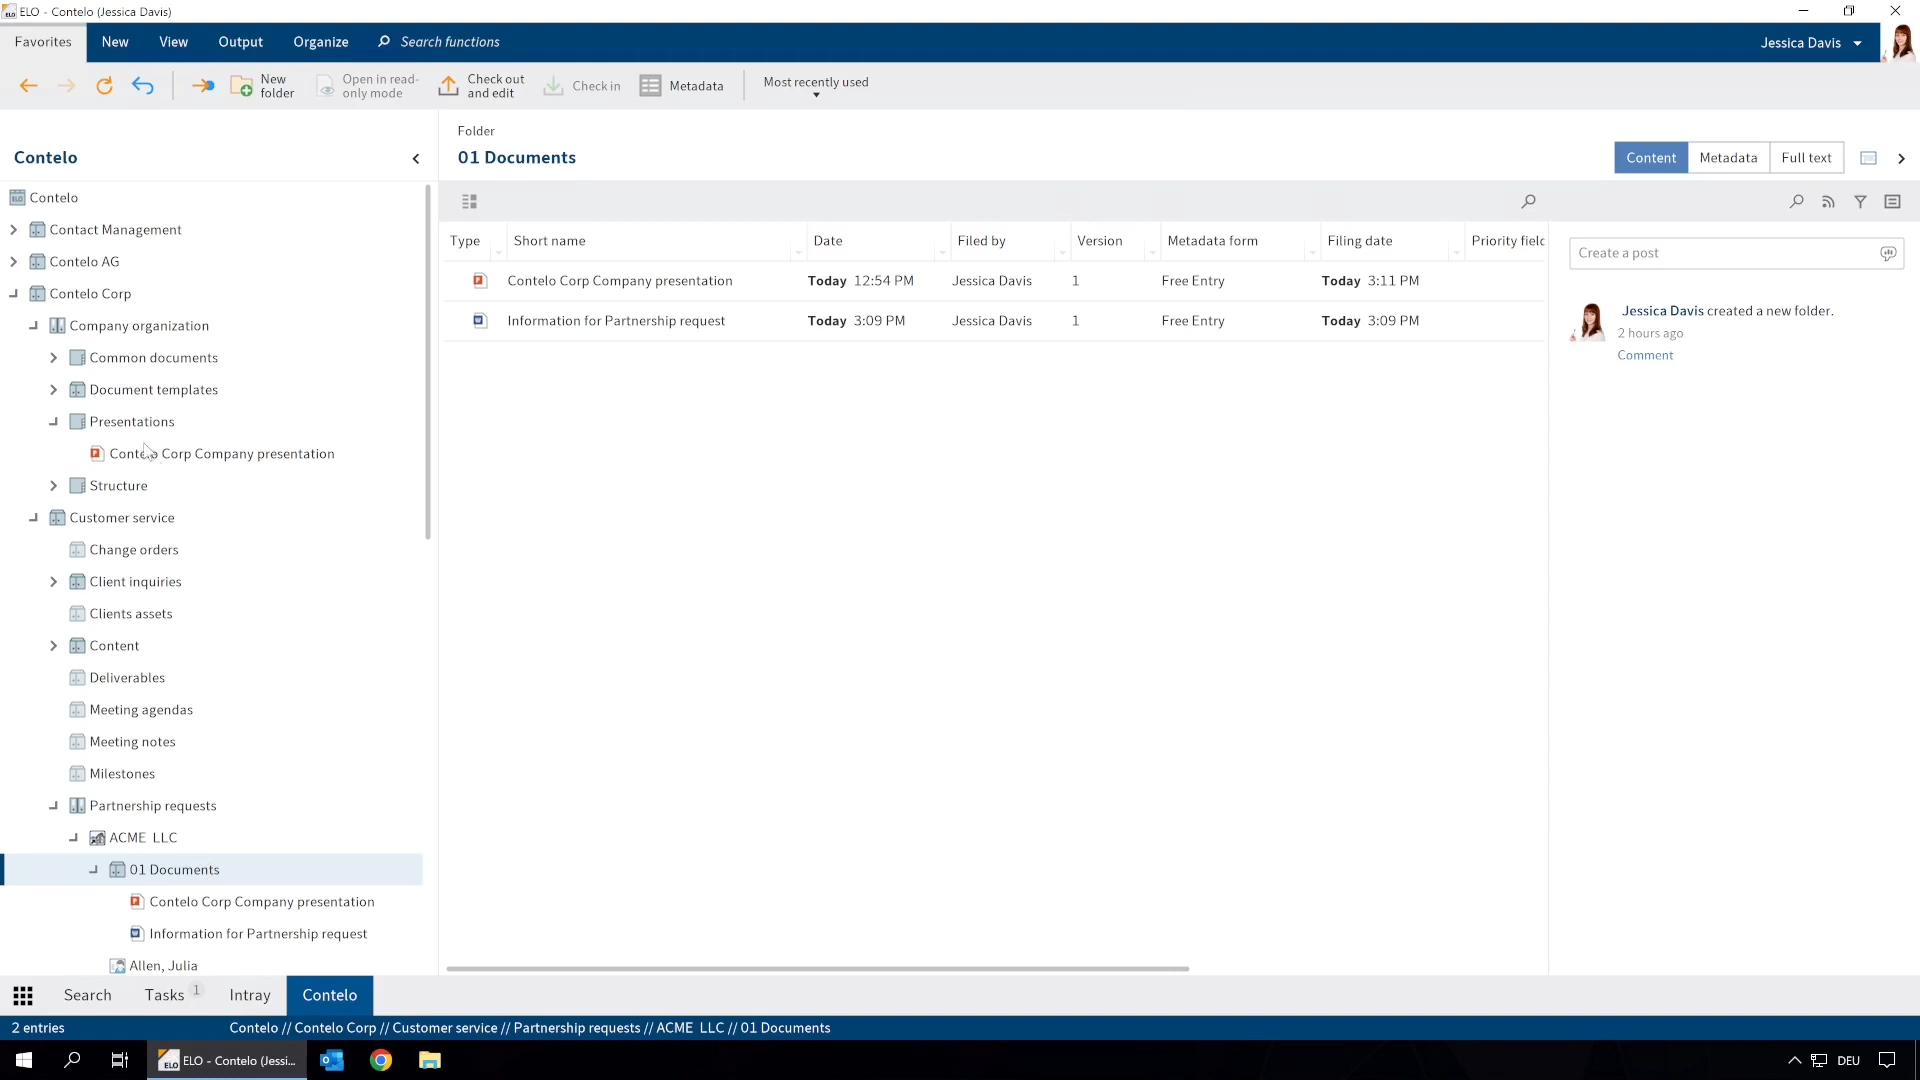 ELO - Contelo (Jessica Davis)
Favorites New View Output Organize Search functions Jessica Davis
New folder
Open in read-only mode
Check out and edit
Check in
Metadata
Most recently used
Contelo
Folder
01 Documents
Content Metadata Full text
Contelo
Contact Management
Contelo AG
Contelo Corp
Company organization
Common documents
Document templates
Presentations
Contelo Corp Company presentation
Structure
Customer service
Change orders
Client inquiries
Clients assets
Content
Deliverables
Meeting agendas
Meeting notes
Milestones
Partnership requests
ACME LLC
01 Documents
Contelo Corp Company presentation
Information for Partnership request
Allen, Julia
Type Short name Date Filed by Version Metadata form Filing date Priority field
Contelo Corp Company presentation Today 12:54 PM Jessica Davis 1 Free Entry Today 3:11 PM
Information for Partnership request Today 3:09 PM Jessica Davis 1 Free Entry Today 3:09 PM
Create a post
Jessica Davis created a new folder.
2 hours ago
Comment
Search Tasks 1 Intray Contelo
2 entries Contelo // Contelo Corp // Customer service // Partnership requests // ACME LLC // 01 Documents
ELO - Contelo (Jessi... DEU